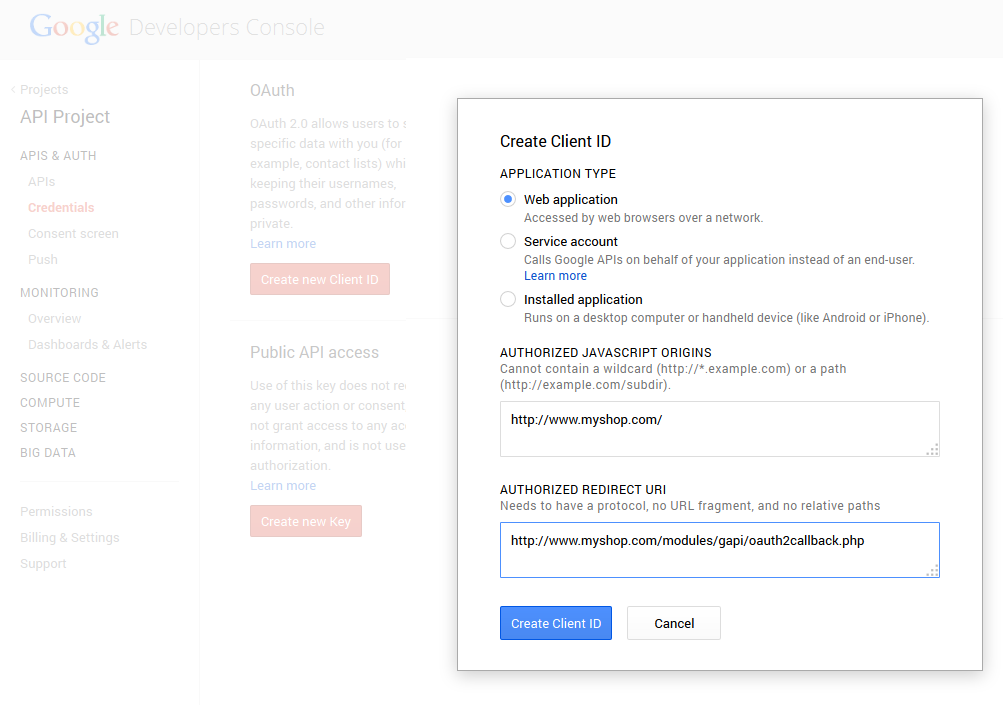 Google Developers Console
‹ Projects
API Project
APIS & AUTH
APIs
Credentials
Consent screen
Push
MONITORING
Overview
Dashboards & Alerts
SOURCE CODE
COMPUTE
STORAGE
BIG DATA
Permissions
Billing & Settings
Support
OAuth
OAuth 2.0 allows users to s
specific data with you (for
example, contact lists) whi
keeping their usernames,
passwords, and other infor
private.
Learn more
Create new Client ID
Public API access
Use of this key does not re
any user action or consent
not grant access to any ac
information, and is not use
authorization.
Learn more
Create new Key
Create Client ID
APPLICATION TYPE
Web application
Accessed by web browsers over a network.
Service account
Calls Google APIs on behalf of your application instead of an end-user.
Learn more
Installed application
Runs on a desktop computer or handheld device (like Android or iPhone).
AUTHORIZED JAVASCRIPT ORIGINS
Cannot contain a wildcard (http://*.example.com) or a path
(http://example.com/subdir).
http://www.myshop.com/
AUTHORIZED REDIRECT URI
Needs to have a protocol, no URL fragment, and no relative paths
http://www.myshop.com/modules/gapi/oauth2callback.php
Create Client ID
Cancel